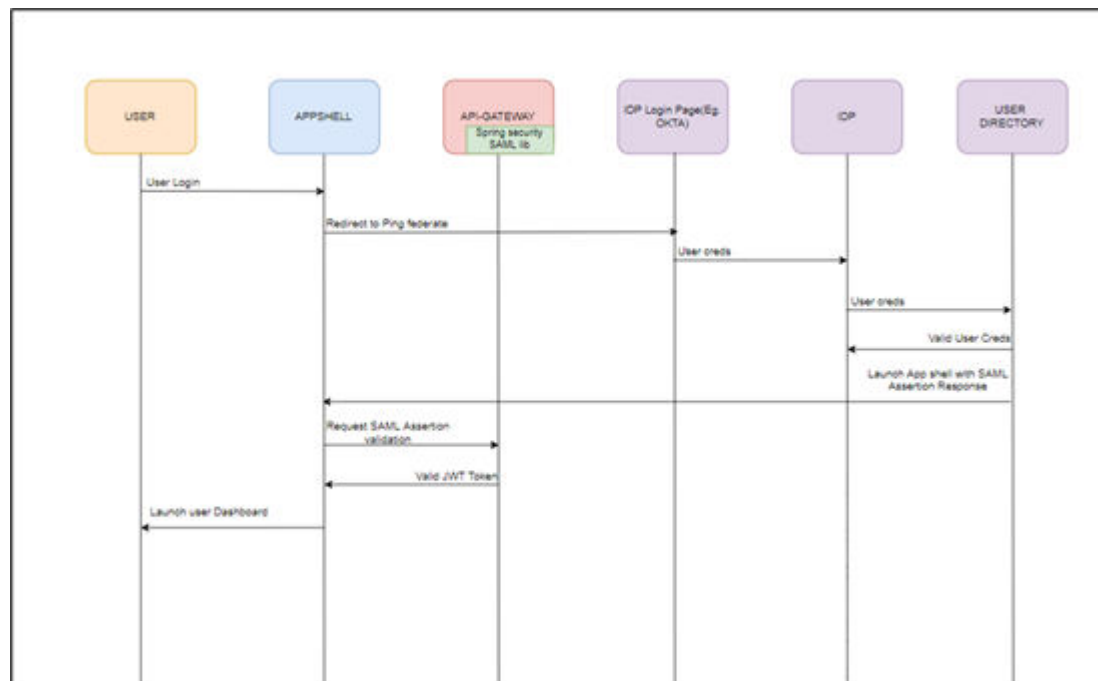 USER
APPSHELL
API-GATEWAY
Spring security
SAML lib
IDP Login Page(Eg.
OKTA)
IDP
USER
DIRECTORY
User Login
Redirect to Ping federate
User creds
User creds
Valid User Creds
Launch App shell with SAML
Assertion Response
Request SAML Assertion
validation
Valid JWT Token
Launch user Dashboard